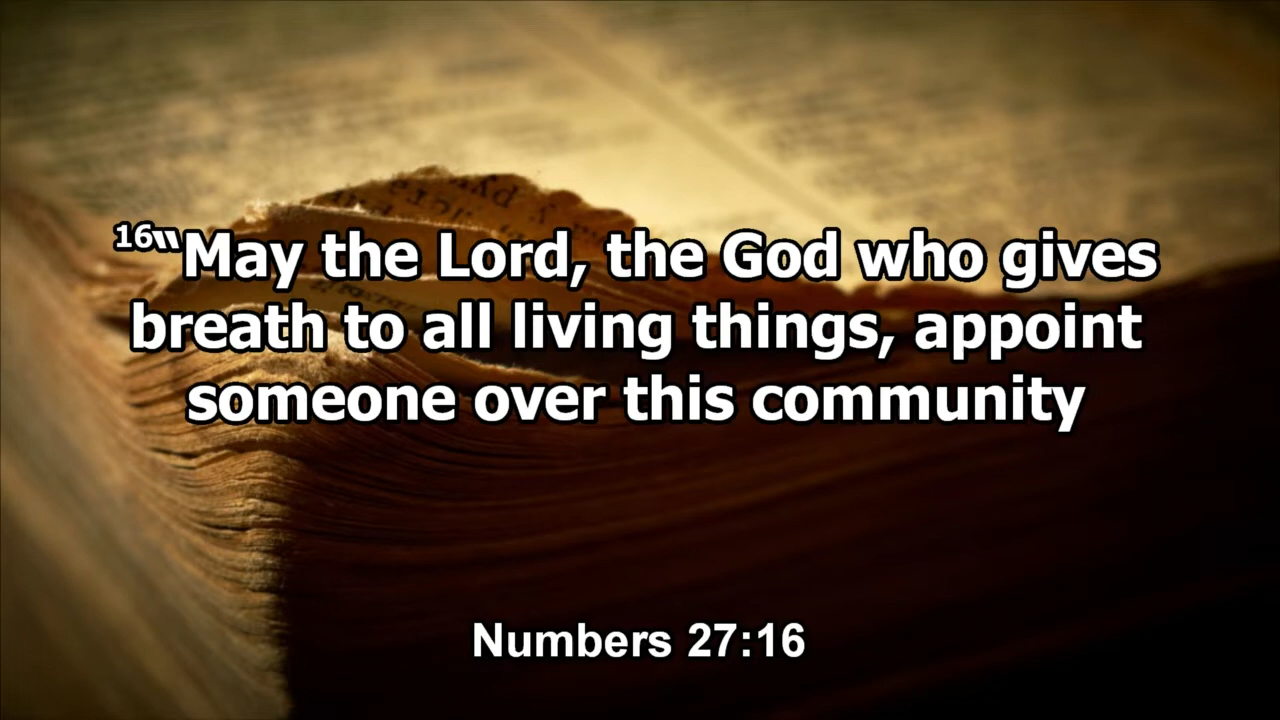 16“May the Lord, the God who gives
breath to all living things, appoint
someone over this community
Numbers 27:16